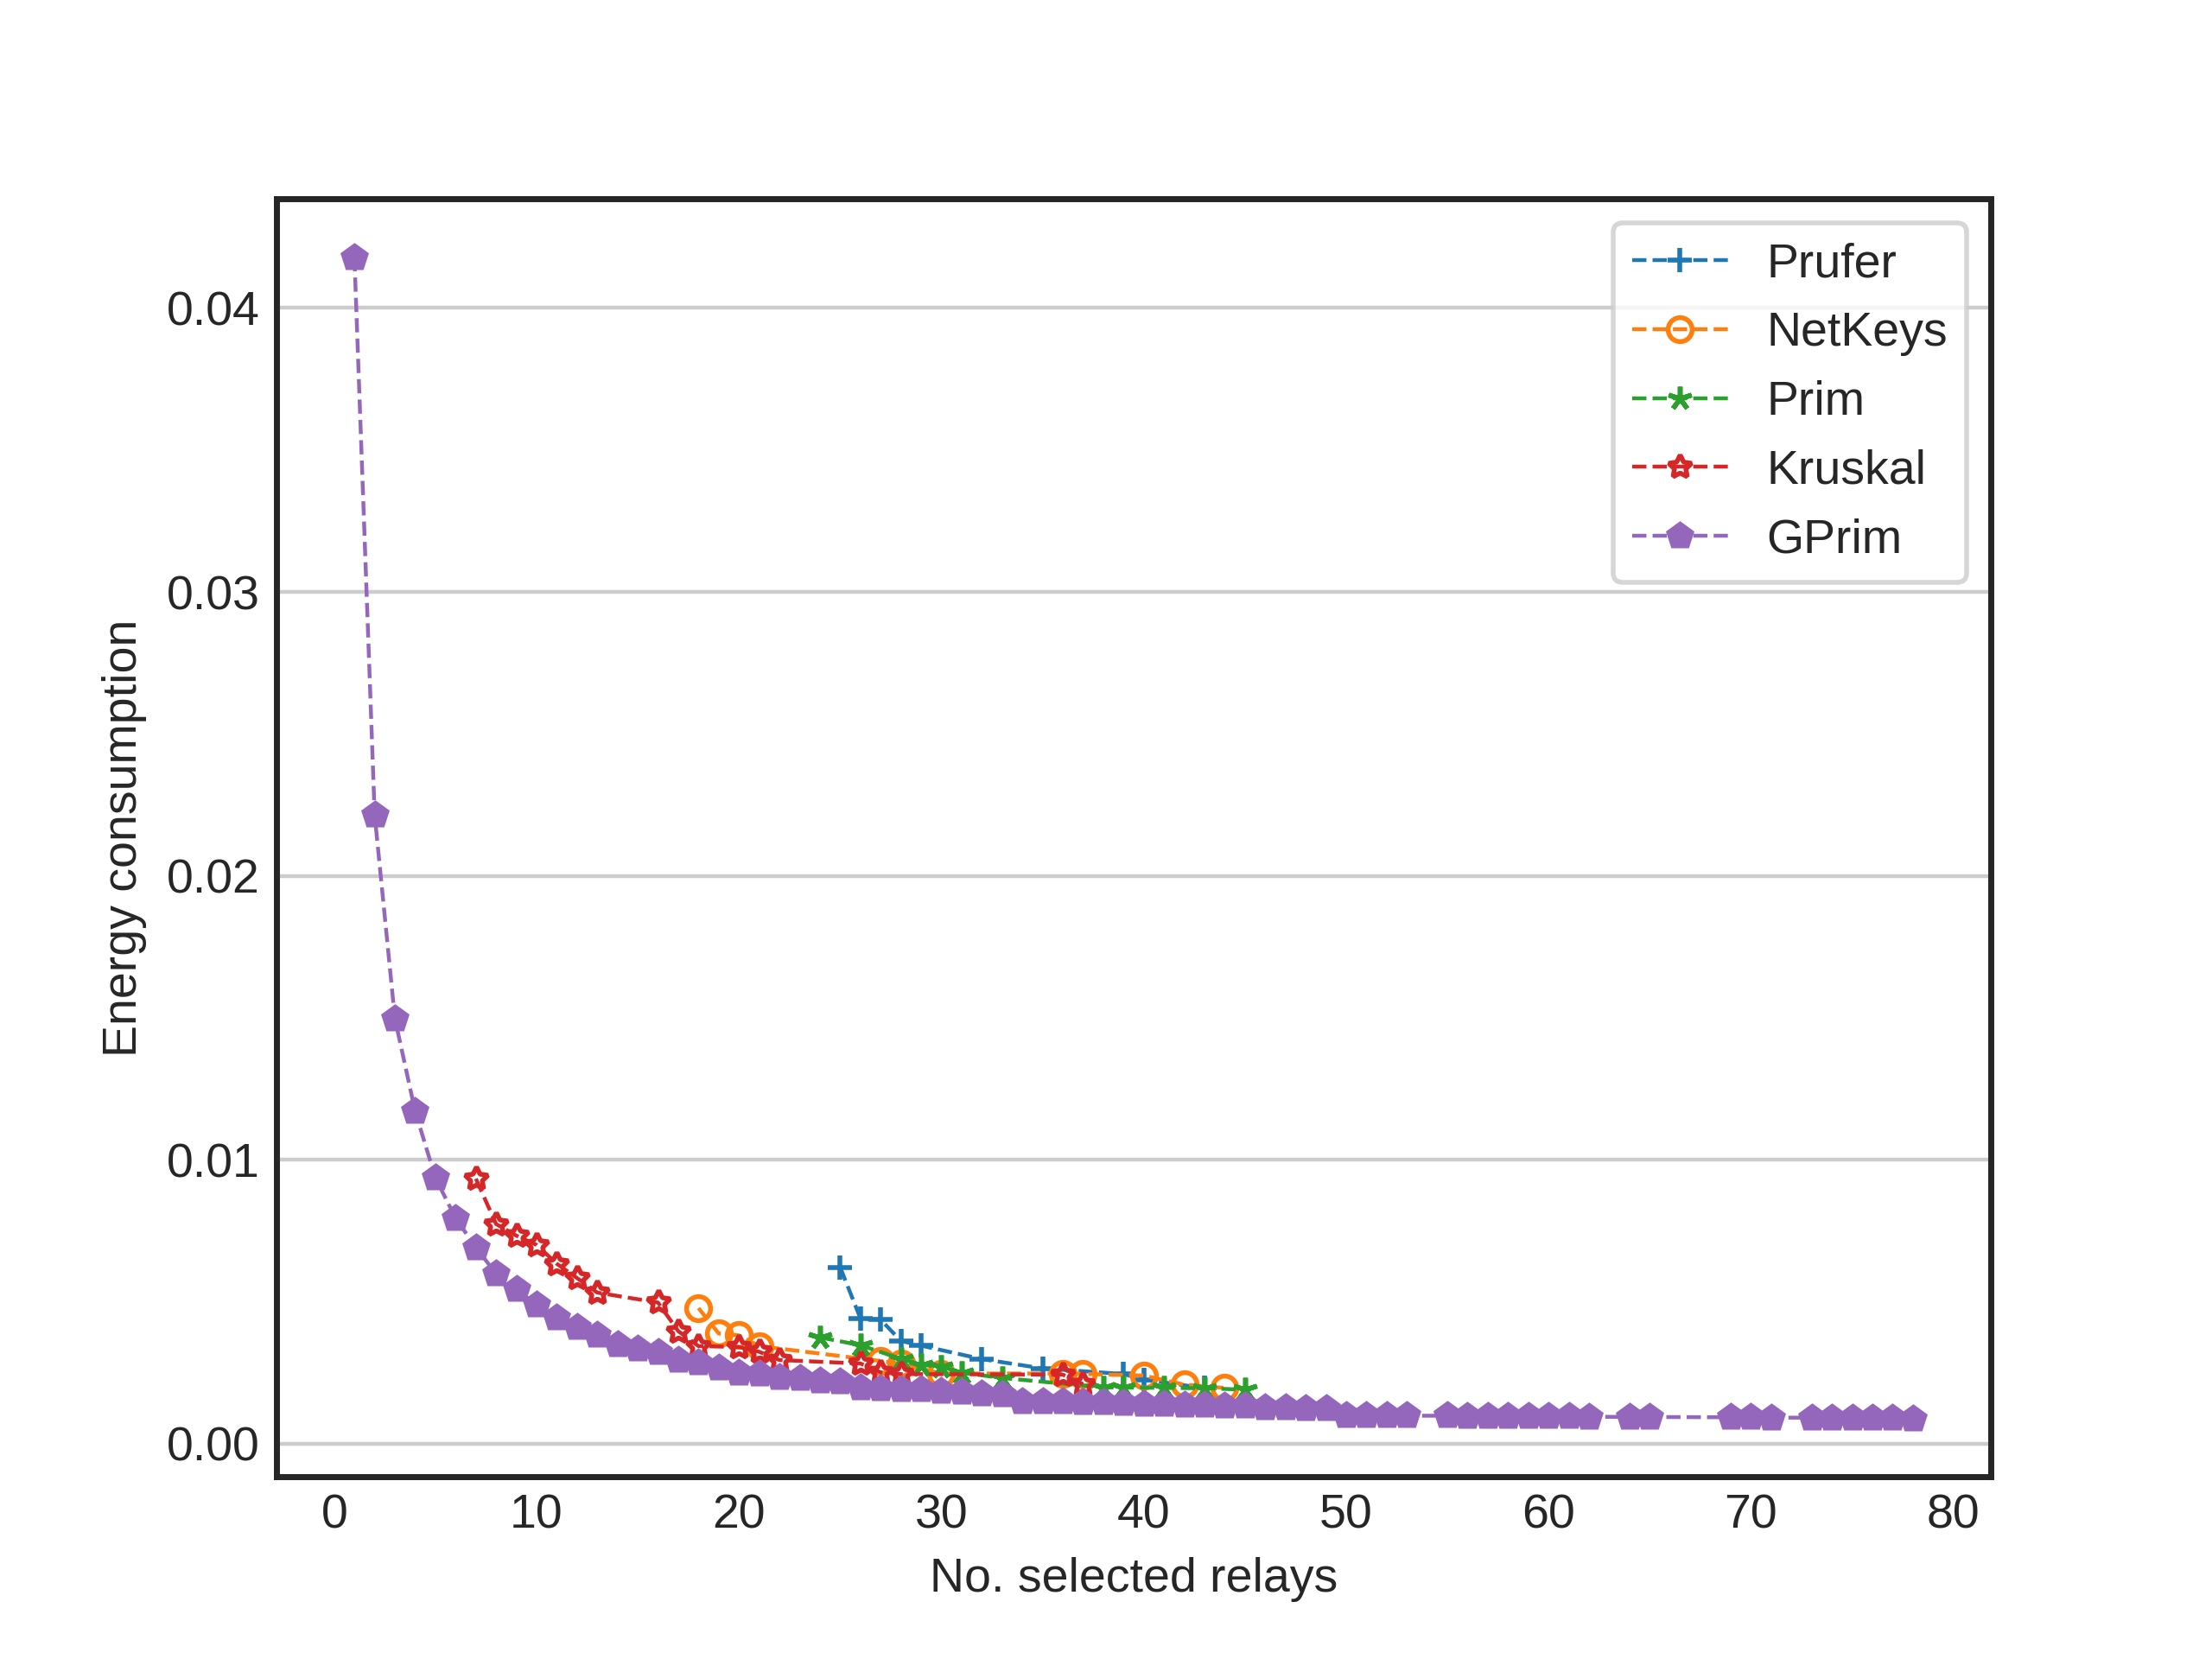 Prufer
NetKeys
Prim
Kruskal
GPrim
0.04
0.03
0.02
0.01
0.00
Energy consumption
0 10 20 30 40 50 60 70 80
No. selected relays